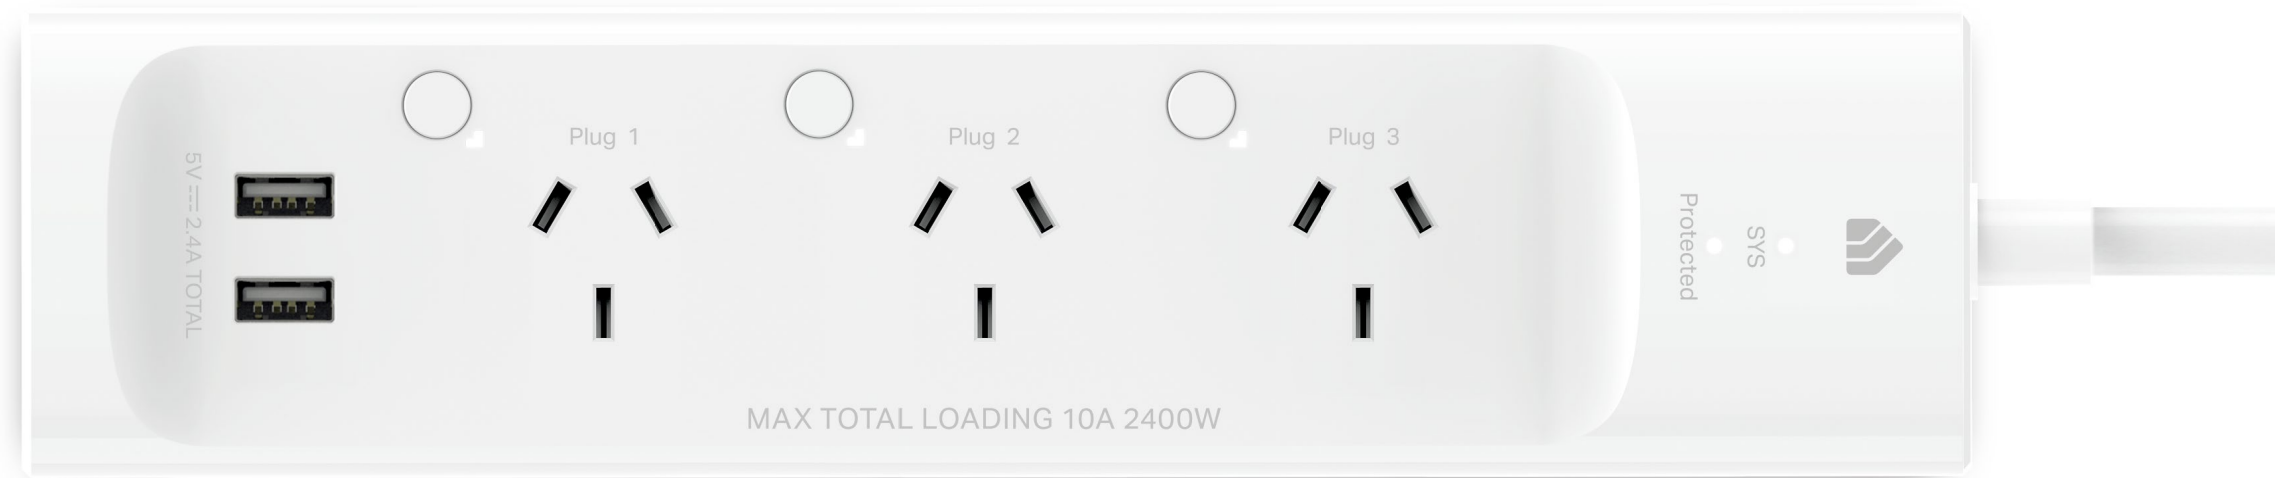 Plug 1
Plug 2
Plug 3
5V ⎓ 2.4A TOTAL
Protected
SYS
MAX TOTAL LOADING 10A 2400W